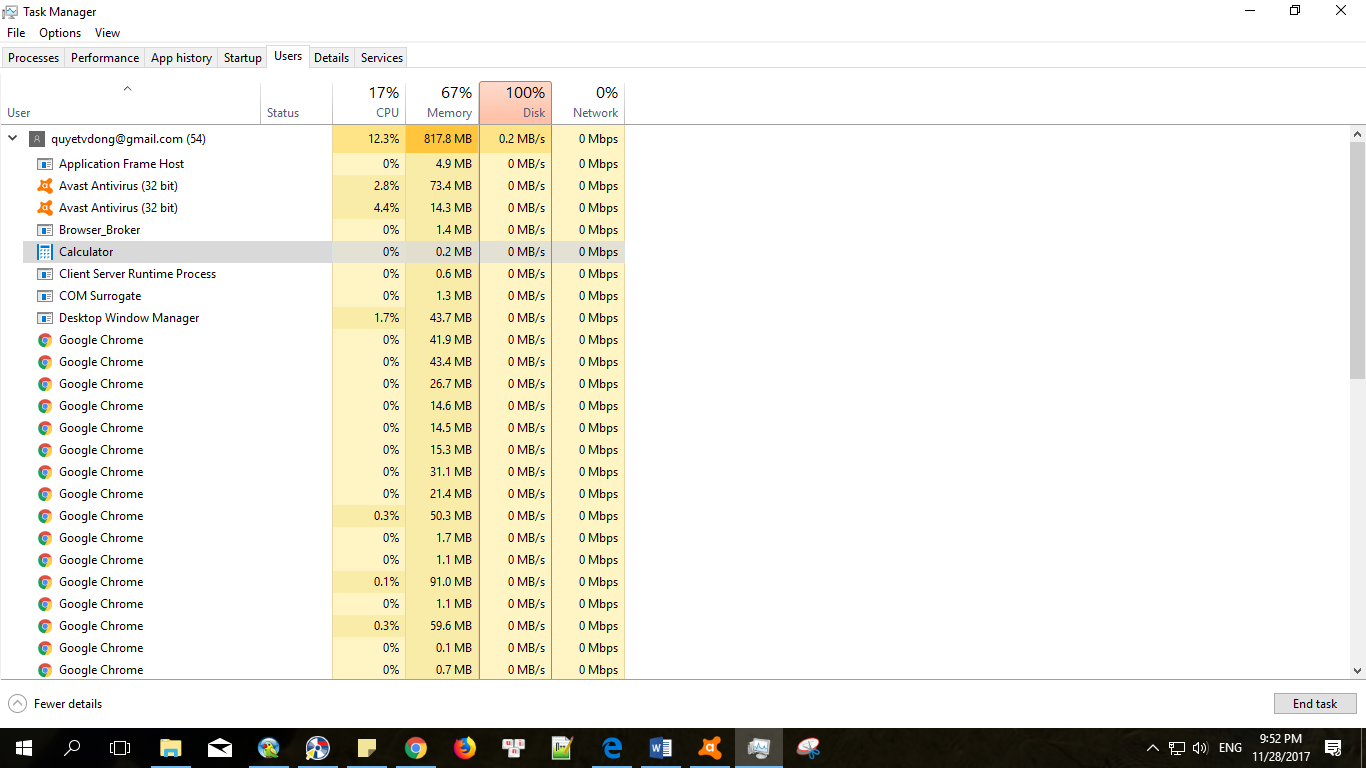 Task Manager
File Options View
Processes Performance App history Startup Users Details Services
17% 67% 100% 0%
User Status CPU Memory Disk Network
quyetvdong@gmail.com (54) 12.3% 817.8 MB 0.2 MB/s 0 Mbps
Application Frame Host 0% 4.9 MB 0 MB/s 0 Mbps
Avast Antivirus (32 bit) 2.8% 73.4 MB 0 MB/s 0 Mbps
Avast Antivirus (32 bit) 4.4% 14.3 MB 0 MB/s 0 Mbps
Browser_Broker 0% 1.4 MB 0 MB/s 0 Mbps
Calculator 0% 0.2 MB 0 MB/s 0 Mbps
Client Server Runtime Process 0% 0.6 MB 0 MB/s 0 Mbps
COM Surrogate 0% 1.3 MB 0 MB/s 0 Mbps
Desktop Window Manager 1.7% 43.7 MB 0 MB/s 0 Mbps
Google Chrome 0% 41.9 MB 0 MB/s 0 Mbps
Google Chrome 0% 43.4 MB 0 MB/s 0 Mbps
Google Chrome 0% 26.7 MB 0 MB/s 0 Mbps
Google Chrome 0% 14.6 MB 0 MB/s 0 Mbps
Google Chrome 0% 14.5 MB 0 MB/s 0 Mbps
Google Chrome 0% 15.3 MB 0 MB/s 0 Mbps
Google Chrome 0% 31.1 MB 0 MB/s 0 Mbps
Google Chrome 0% 21.4 MB 0 MB/s 0 Mbps
Google Chrome 0.3% 50.3 MB 0 MB/s 0 Mbps
Google Chrome 0% 1.7 MB 0 MB/s 0 Mbps
Google Chrome 0% 1.1 MB 0 MB/s 0 Mbps
Google Chrome 0.1% 91.0 MB 0 MB/s 0 Mbps
Google Chrome 0% 1.1 MB 0 MB/s 0 Mbps
Google Chrome 0.3% 59.6 MB 0 MB/s 0 Mbps
Google Chrome 0% 0.1 MB 0 MB/s 0 Mbps
Google Chrome 0% 0.7 MB 0 MB/s 0 Mbps
Fewer details End task
ENG 9:52 PM
11/28/2017